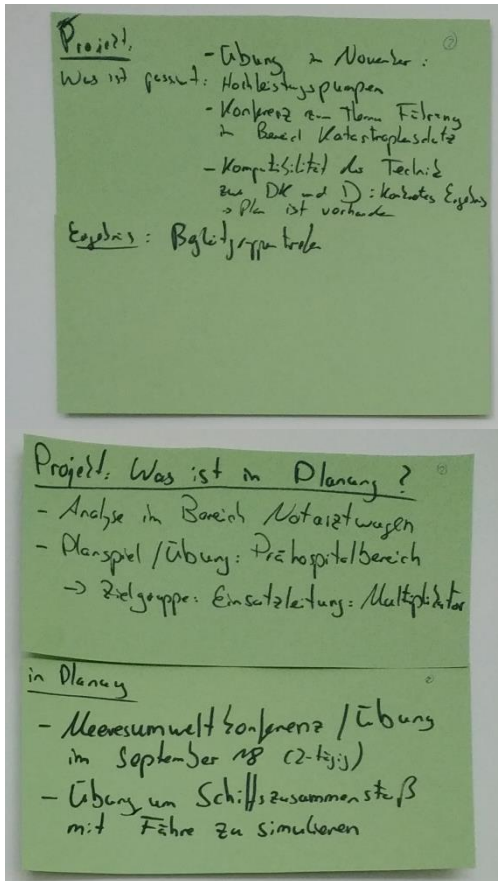 Projekt:
- Übung im November:
②
Was ist passiert: Hochleistungspumpen
- Konferenz zum Thema Führung
im Bereich Katastrophenschutz
- Kompatibilität der Technik
zw DK und D: Konkretes Ergebnis
→ Plan ist vorhanden
Ergebnis: Begleitgruppentreffen
Projekt: Was ist in Planung?
②
- Analyse im Bereich Notarztwagen
- Planspiel / Übung: Prähospitalbereich
→ Zielgruppe: Einsatzleitung: Multiplikator
in Planung
- Meeresumweltkonferenz / Übung
im September 18 (2-tägig)
- Übung um Schiffszusammenstoß
mit Fähre zu simulieren